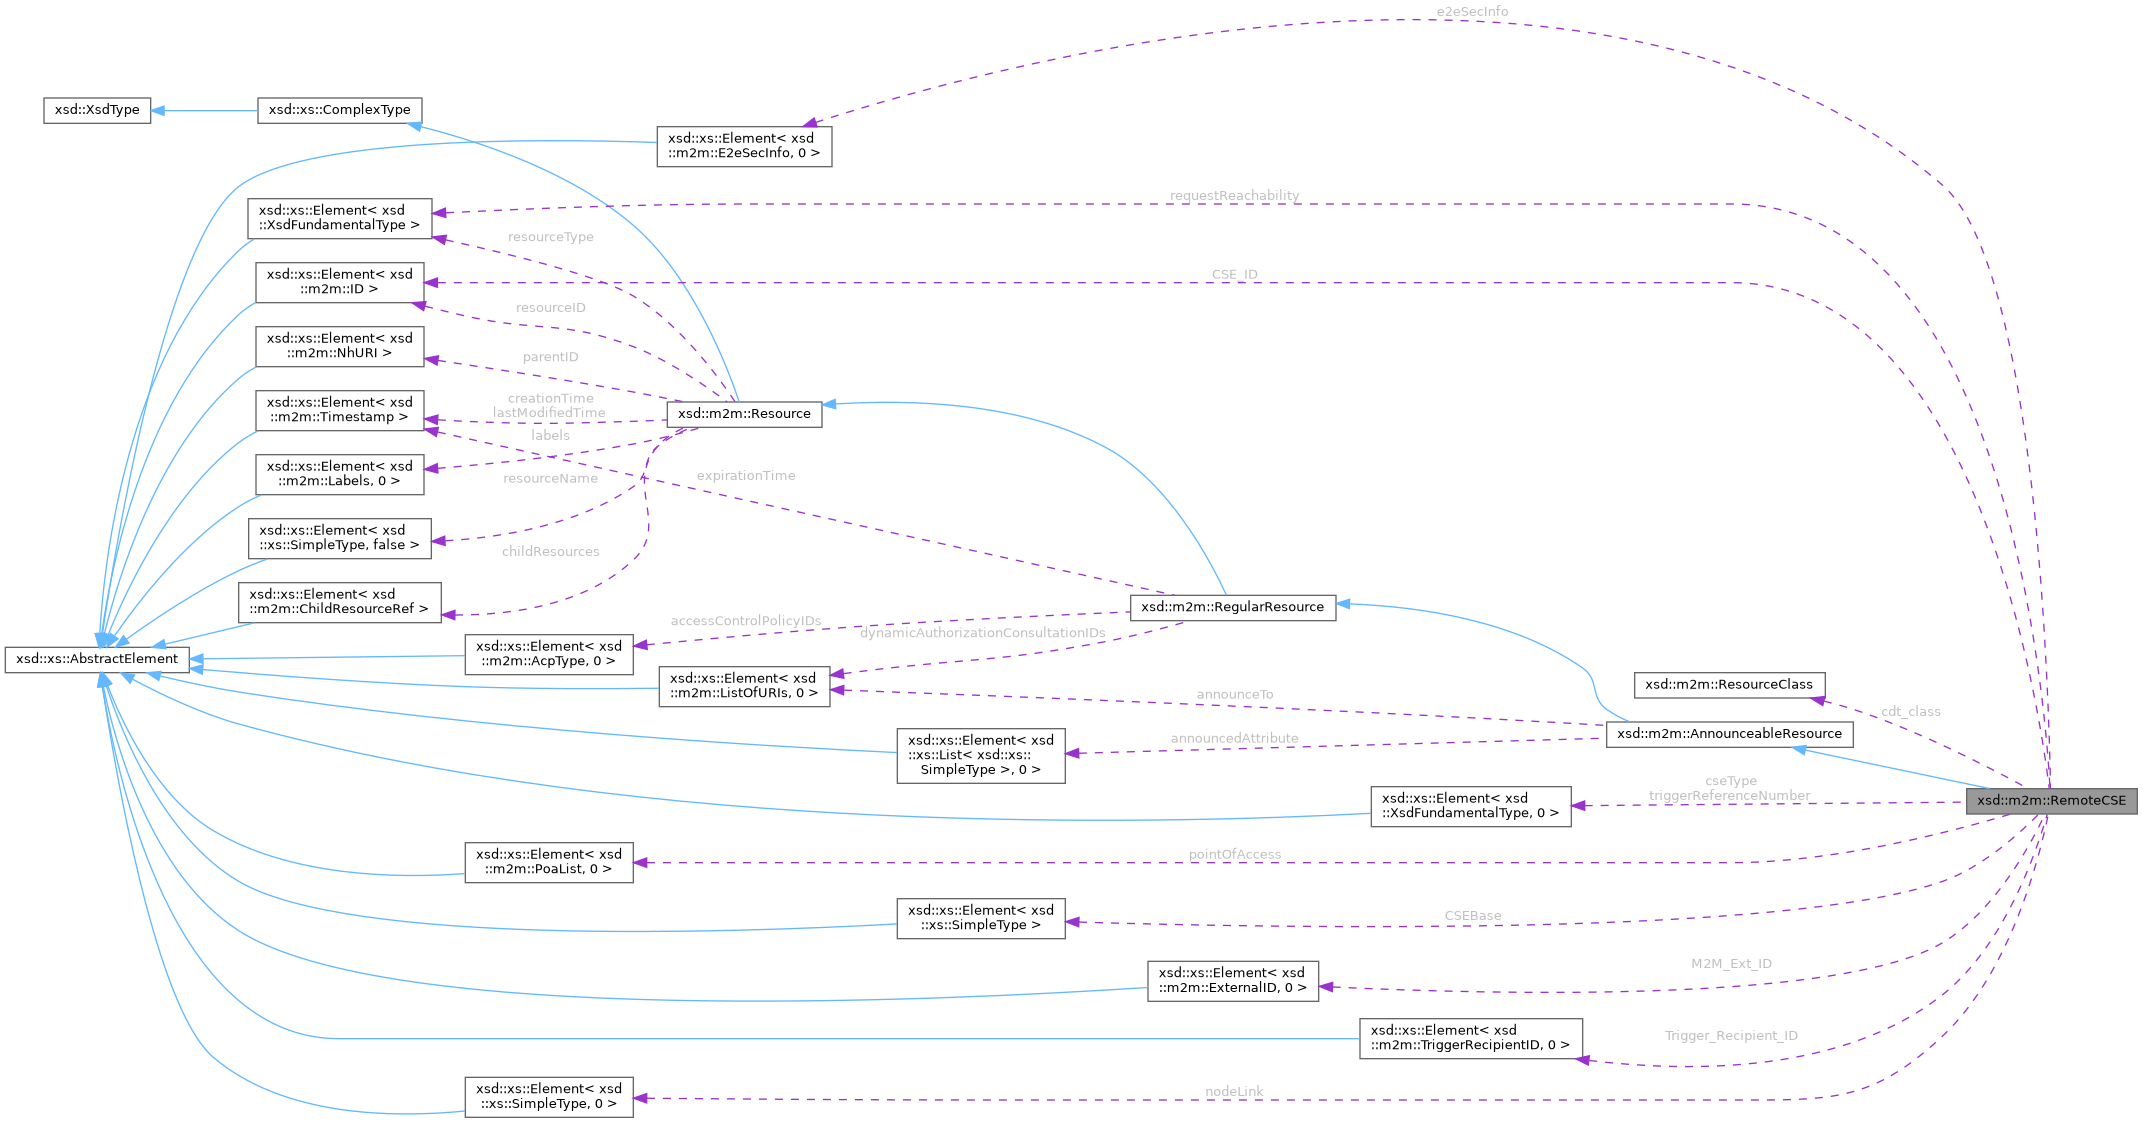 e2eSecInfo
xsd::XsdType
xsd::xs::ComplexType
xsd::xs::Element< xsd
::m2m::E2eSecInfo, 0 >
requestReachability
xsd::xs::Element< xsd
::XsdFundamentalType >
resourceType
xsd::xs::Element< xsd
::m2m::ID >
CSE_ID
resourceID
xsd::xs::Element< xsd
::m2m::NhURI >
parentID
xsd::xs::Element< xsd
::m2m::Timestamp >
creationTime
lastModifiedTime
xsd::m2m::Resource
labels
xsd::xs::Element< xsd
::m2m::Labels, 0 >
resourceName
expirationTime
xsd::xs::Element< xsd
::xs::SimpleType, false >
childResources
xsd::xs::Element< xsd
::m2m::ChildResourceRef >
xsd::m2m::RegularResource
accessControlPolicyIDs
dynamicAuthorizationConsultationIDs
xsd::xs::AbstractElement
xsd::xs::Element< xsd
::m2m::AcpType, 0 >
xsd::xs::Element< xsd
::m2m::ListOfURIs, 0 >
xsd::m2m::ResourceClass
announceTo
cdt_class
xsd::xs::Element< xsd
::xs::List< xsd::xs::
SimpleType >, 0 >
announcedAttribute
xsd::m2m::AnnounceableResource
cseType
triggerReferenceNumber
xsd::xs::Element< xsd
::XsdFundamentalType, 0 >
xsd::m2m::RemoteCSE
xsd::xs::Element< xsd
::m2m::PoaList, 0 >
pointOfAccess
xsd::xs::Element< xsd
::xs::SimpleType >
CSEBase
xsd::xs::Element< xsd
::m2m::ExternalID, 0 >
M2M_Ext_ID
xsd::xs::Element< xsd
::m2m::TriggerRecipientID, 0 >
Trigger_Recipient_ID
xsd::xs::Element< xsd
::xs::SimpleType, 0 >
nodeLink